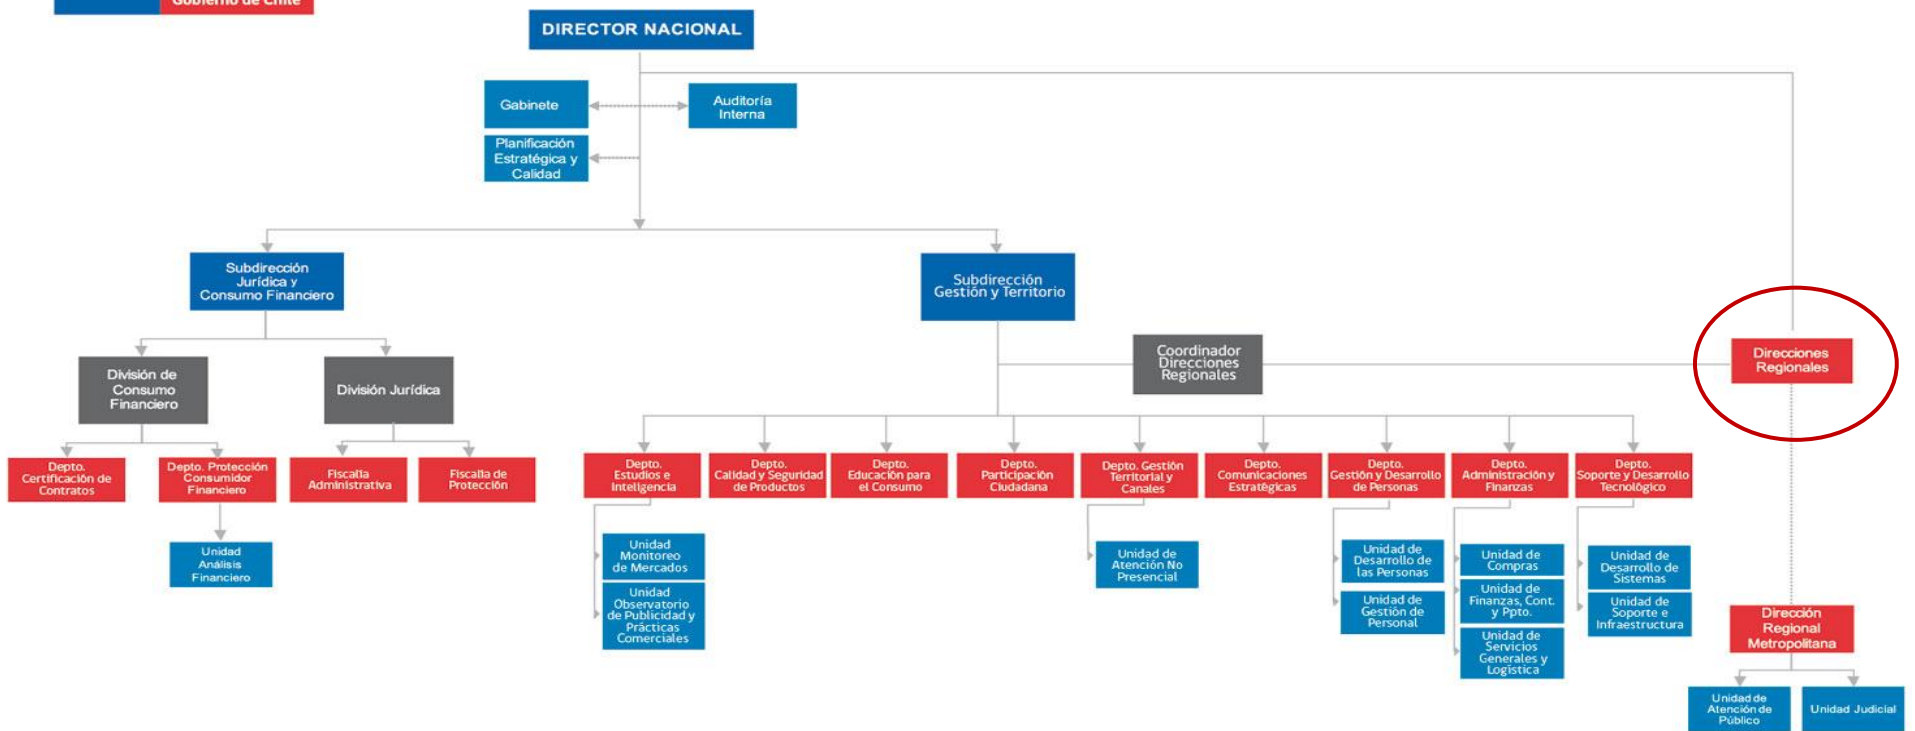 Gobierno de Chile
DIRECTOR NACIONAL
Gabinete
Auditoría
Interna
Planificación
Estratégica y
Calidad
Subdirección
Jurídica y
Consumo Financiero
Subdirección
Gestión y Territorio
Coordinador
Direcciones
Regionales
Direcciones
Regionales
División de
Consumo
Financiero
División Jurídica
Depto.
Certificación de
Contratos
Depto. Protección
Consumidor
Financiero
Fiscalía
Administrativa
Fiscalía de
Protección
Depto.
Estudios e
Inteligencia
Depto.
Calidad y Seguridad
de Productos
Depto.
Educación para
el Consumo
Depto.
Participación
Ciudadana
Depto. Gestión
Territorial y
Canales
Depto.
Comunicaciones
Estratégicas
Depto.
Gestión y Desarrollo
de Personas
Depto.
Administración y
Finanzas
Depto.
Soporte y Desarrollo
Tecnológico
Unidad
Análisis
Financiero
Unidad
Monitoreo
de Mercados
Unidad
Observatorio
de Publicidad y
Prácticas
Comerciales
Unidad de
Atención No
Presencial
Unidad de
Desarrollo de
las Personas
Unidad de
Gestión de
Personal
Unidad de
Compras
Unidad de
Finanzas, Cont.
y Ppto.
Unidad de
Servicios
Generales y
Logística
Unidad de
Desarrollo de
Sistemas
Unidad de
Soporte e
Infraestructura
Dirección
Regional
Metropolitana
Unidad de
Atención de
Público
Unidad Judicial